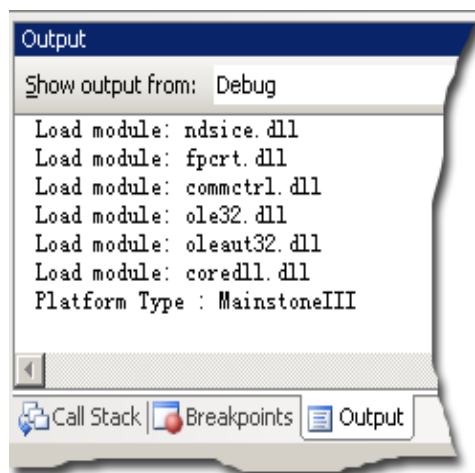 Output
Show output from: Debug
Load module: ndsice.dll
Load module: fpcrt.dll
Load module: commctrl.dll
Load module: ole32.dll
Load module: oleaut32.dll
Load module: coredll.dll
Platform Type : MainstoneIII
Call Stack Breakpoints Output